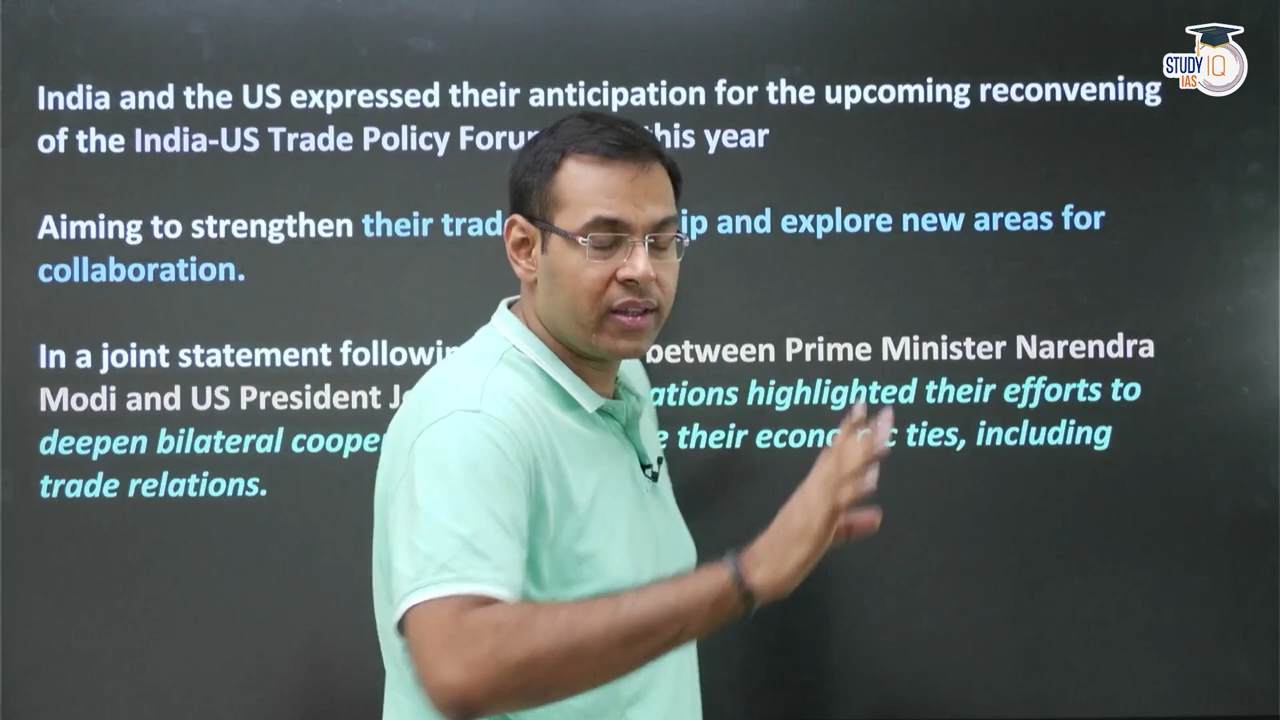 India and the US expressed their anticipation for the upcoming reconvening
of the India-US Trade Policy Foru his year
Aiming to strengthen their trad ip and explore new areas for
collaboration.
In a joint statement followin between Prime Minister Narendra
Modi and US President J ations highlighted their efforts to
deepen bilateral cooper e their economic ties, including
trade relations.
STUDY IQ
IAS